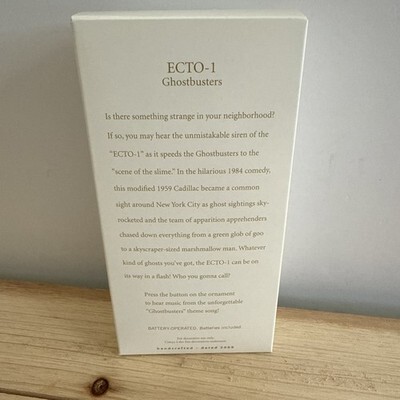 ECTO-1
Ghostbusters
Is there something strange in your neighborhood?
If so, you may hear the unmistakable siren of the
"ECTO-1" as it speeds the Ghostbusters to the
"scene of the slime." In the hilarious 1984 comedy,
this modified 1959 Cadillac became a common
sight around New York City as ghost sightings sky-
rocketed and the team of apparition apprehenders
chased down everything from a green glob of goo
to a skyscraper-sized marshmallow man. Whatever
kind of ghosts you've got, the ECTO-1 can be on
its way in a flash! Who you gonna call?
Press the button on the ornament
to hear music from the unforgettable
"Ghostbusters" theme song!
BATTERY-OPERATED. Batteries included.
handcrafted • dated